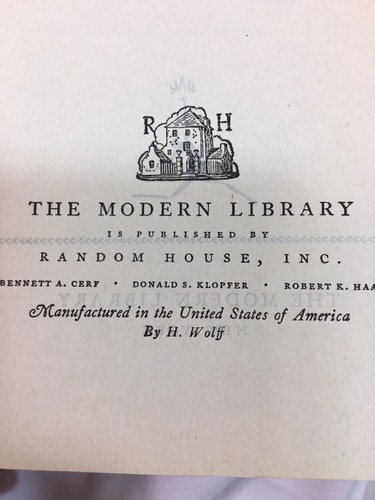 R H
THE MODERN LIBRARY
IS PUBLISHED BY
RANDOM HOUSE, INC.
BENNETT A. CERF • DONALD S. KLOPFER • ROBERT K. HAA
Manufactured in the United States of America
By H. Wolff